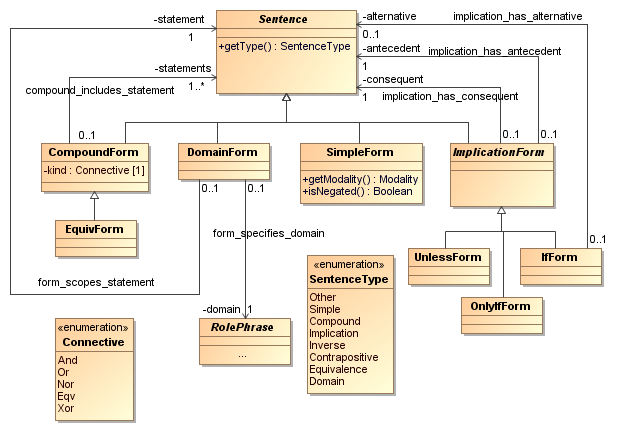 -statement
1
Sentence
+getType() : SentenceType
-alternative
0..1
implication_has_alternative
-antecedent
1
implication_has_antecedent
-statements
1..*
compound_includes_statement
-consequent
1
implication_has_consequent
0..1
0..1
0..1
CompoundForm
-kind : Connective [1]
DomainForm
SimpleForm
+getModality() : Modality
+isNegated() : Boolean
ImplicationForm
0..1
0..1
EquivForm
form_specifies_domain
0..1
UnlessForm
IfForm
form_scopes_statement
«enumeration»
SentenceType
Other
Simple
Compound
Implication
Inverse
Contrapositive
Equivalence
Domain
OnlyIfForm
-domain
1
RolePhrase
...
«enumeration»
Connective
And
Or
Nor
Eqv
Xor